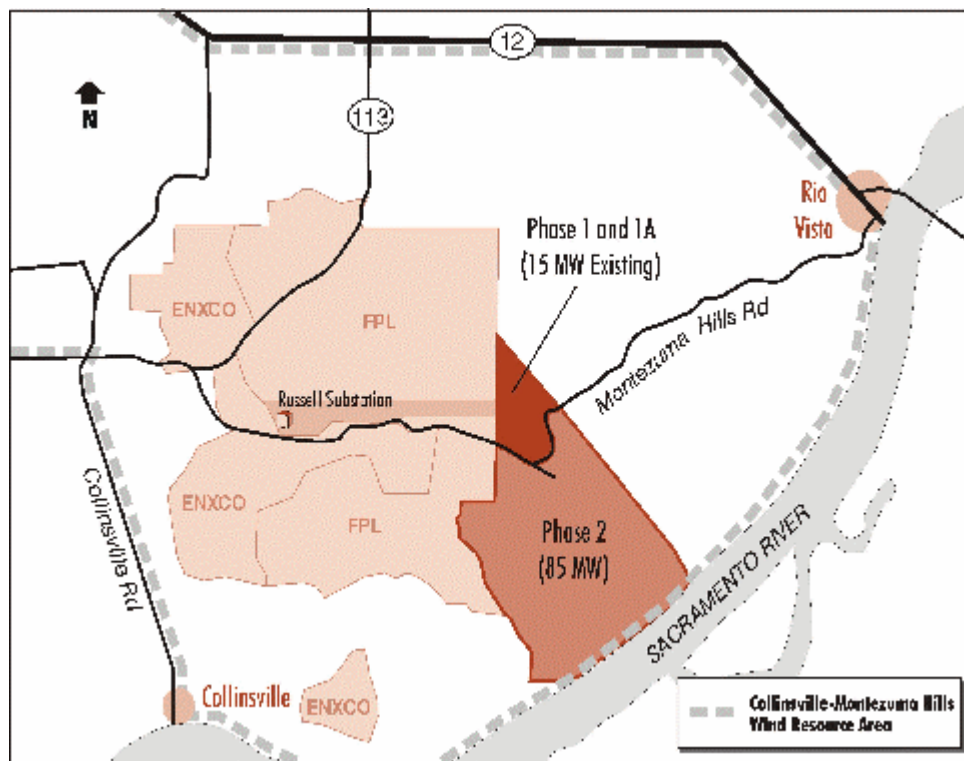 12
113
N
Rio
Vista
Phase 1 and 1A
(15 MW Existing)
ENXCO
FPL
Montezuma Hills Rd
Russell Substation
Collinsville Rd
ENXCO
FPL
Phase 2
(85 MW)
SACRAMENTO RIVER
Collinsville
ENXCO
Collinsville-Montezuma Hills
Wind Resource Area